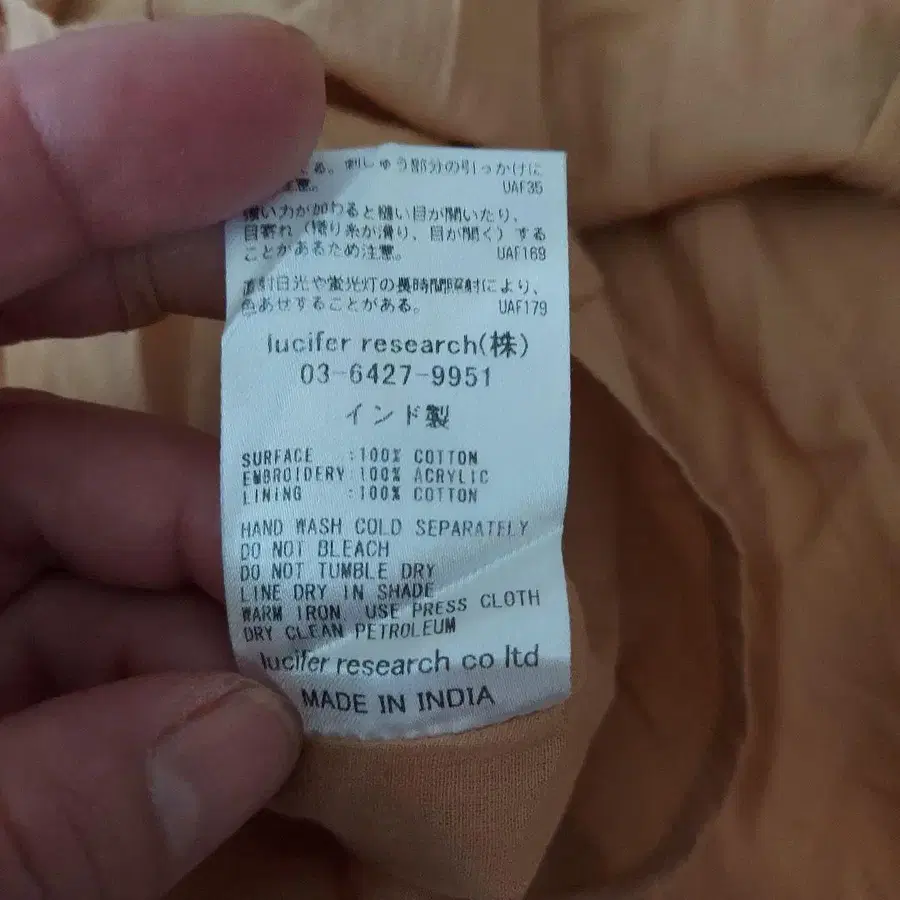 る。刺しゅう部分の引っかけに
注意。 UAF35
強い力が加わると縫い目が開いたり、
目寄れ（縫り糸が滑り、目が開く）する
ことがあるため注意。 UAF169
直射日光や蛍光灯の長時間照射により、
色あせすることがある。 UAF179
lucifer research(株)
03-6427-9951
インド製
SURFACE :100% COTTON
EMBROIDERY:100% ACRYLIC
LINING :100% COTTON
HAND WASH COLD SEPARATELY
DO NOT BLEACH
DO NOT TUMBLE DRY
LINE DRY IN SHADE
WARM IRON USE PRESS CLOTH
DRY CLEAN PETROLEUM
lucifer research co ltd
MADE IN INDIA